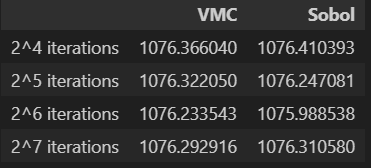 VMC Sobol
2^4 iterations 1076.366040 1076.410393
2^5 iterations 1076.322050 1076.247081
2^6 iterations 1076.233543 1075.988538
2^7 iterations 1076.292916 1076.310580